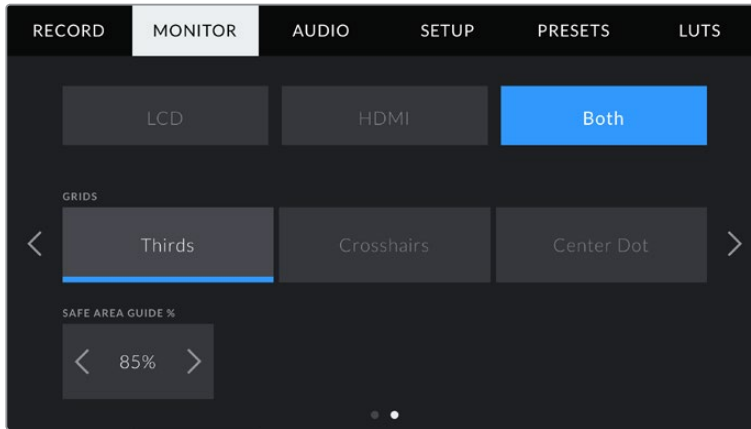 RECORD MONITOR AUDIO SETUP PRESETS LUTS
LCD HDMI Both
GRIDS
Thirds Crosshairs Center Dot
SAFE AREA GUIDE %
85%